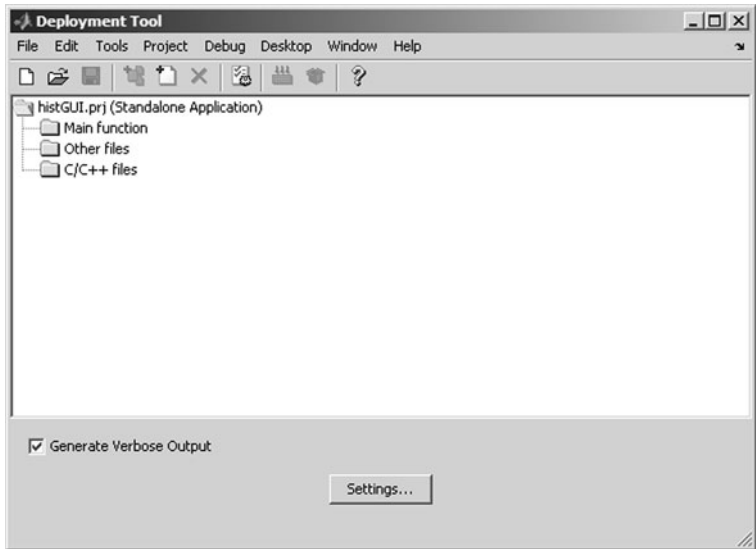 Deployment Tool
File Edit Tools Project Debug Desktop Window Help
histGUI.prj (Standalone Application)
Main function
Other files
C/C++ files
Generate Verbose Output
Settings...